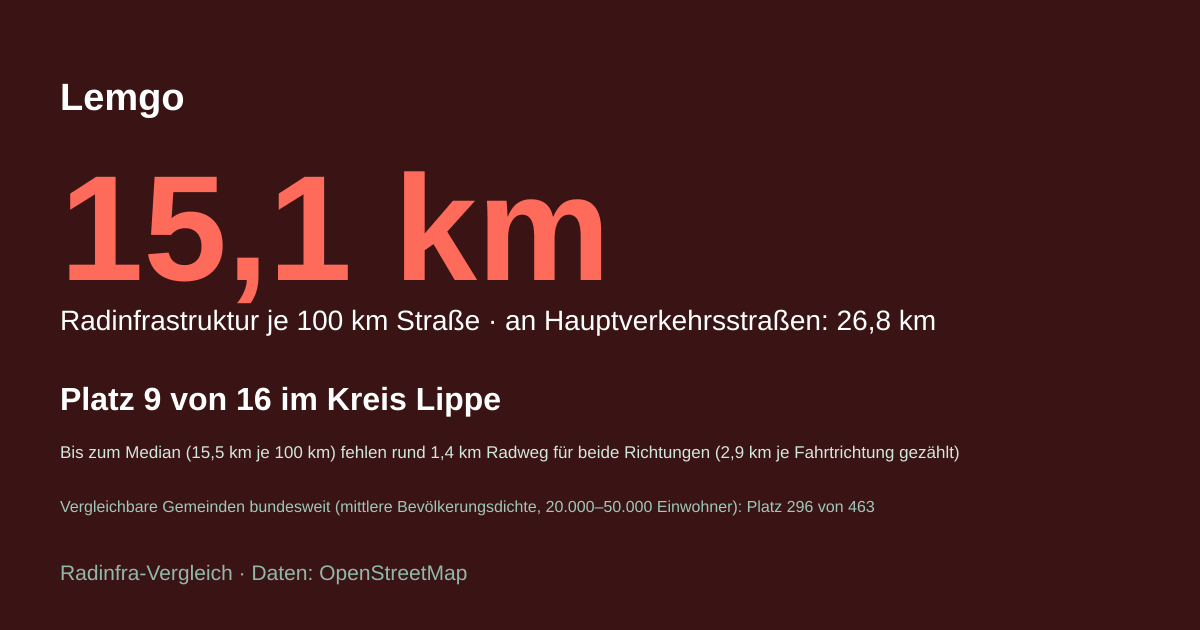 Lemgo
15,1 km
Radinfrastruktur je 100 km Straße · an Hauptverkehrsstraßen: 26,8 km
Platz 9 von 16 im Kreis Lippe
Bis zum Median (15,5 km je 100 km) fehlen rund 1,4 km Radweg für beide Richtungen (2,9 km je Fahrtrichtung gezählt)
Vergleichbare Gemeinden bundesweit (mittlere Bevölkerungsdichte, 20.000–50.000 Einwohner): Platz 296 von 463
Radinfra-Vergleich · Daten: OpenStreetMap